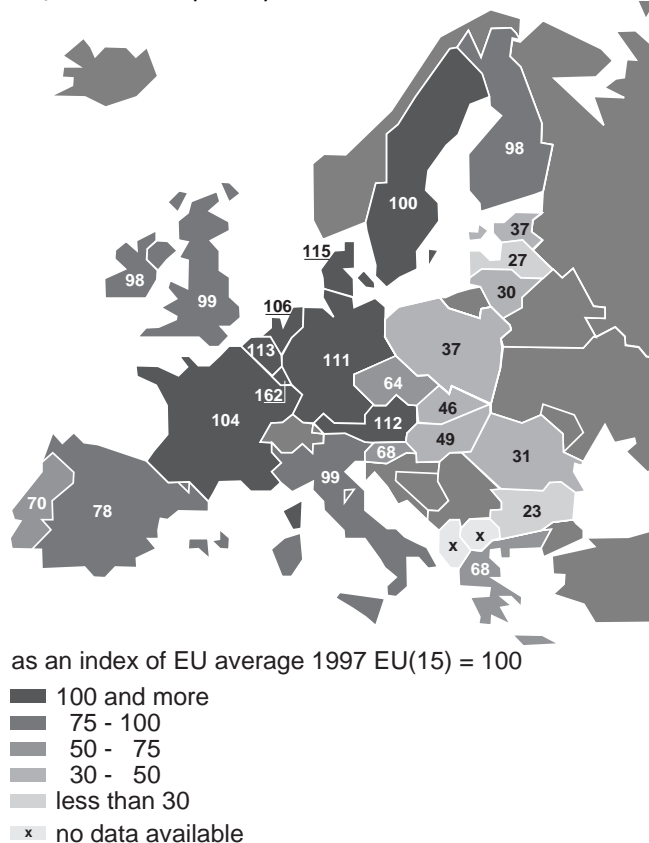 98
100
37
115
27
98
30
99
106
113
111
37
64
162
46
104
112
49
68
31
99
70
78
23
x
x
68
as an index of EU average 1997 EU(15) = 100
100 and more
75 - 100
50 - 75
30 - 50
less than 30
x no data available